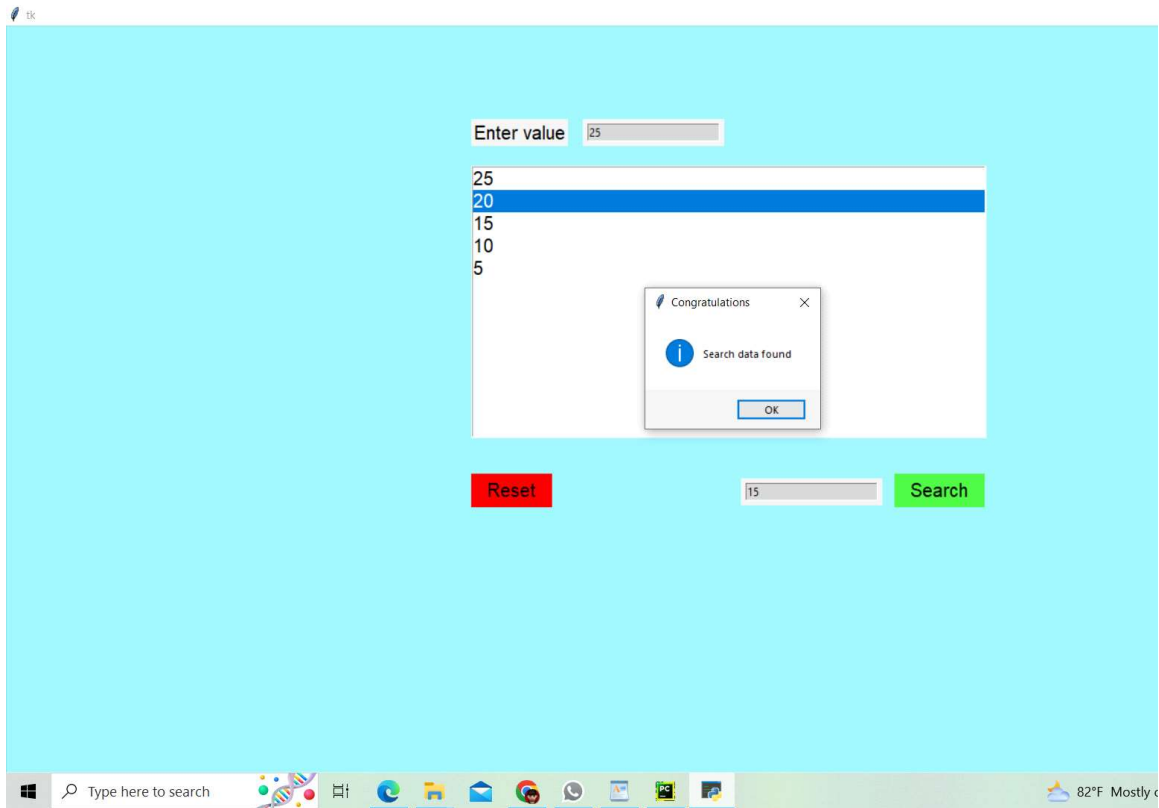 tk
Enter value
25
25
20
15
10
5
Congratulations
i
Search data found
OK
Reset
15
Search
Type here to search
PC
82°F Mostly c